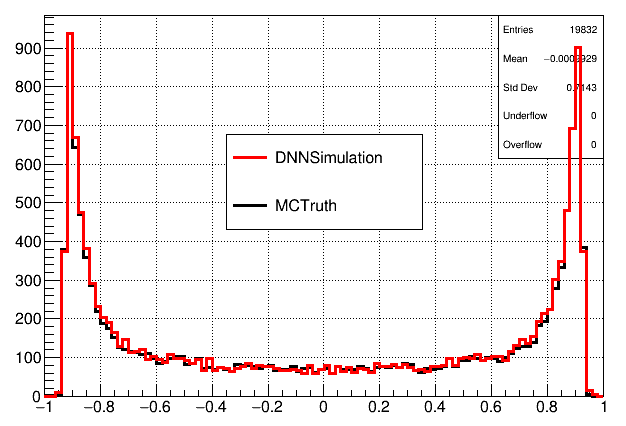 Entries 19832
Mean
Std Dev
Underflow 0
Overflow 0
DNNSimulation
MCTruth
900
800
700
600
500
400
300
200
100
0
−1 −0.8 −0.6 −0.4 −0.2 0 0.2 0.4 0.6 0.8 1